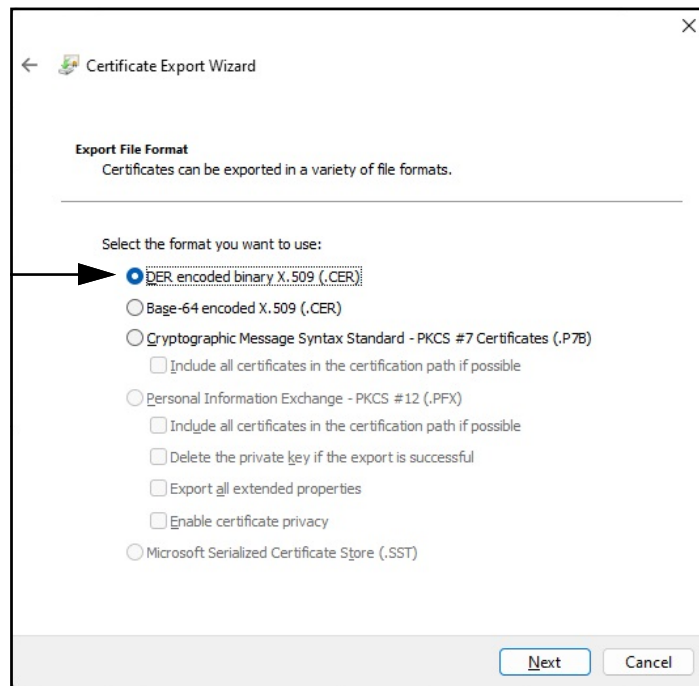 Certificate Export Wizard
Export File Format
Certificates can be exported in a variety of file formats.
Select the format you want to use:
DER encoded binary X.509 (.CER)
Base-64 encoded X.509 (.CER)
Cryptographic Message Syntax Standard - PKCS #7 Certificates (.P7B)
Include all certificates in the certification path if possible
Personal Information Exchange - PKCS #12 (.PFX)
Include all certificates in the certification path if possible
Delete the private key if the export is successful
Export all extended properties
Enable certificate privacy
Microsoft Serialized Certificate Store (.SST)
Next Cancel